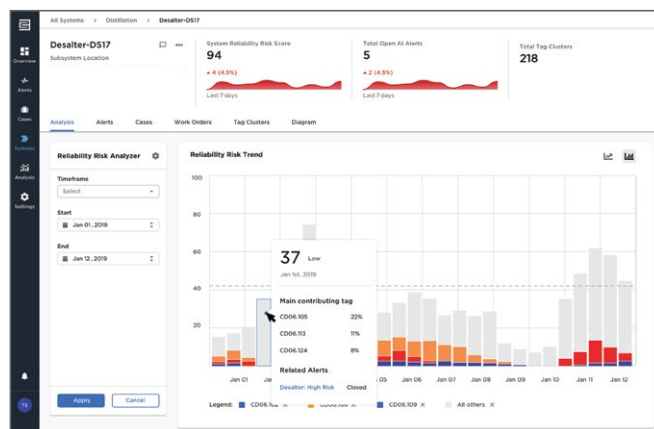 All Systems > Distillation > Desalter-DS17
Desalter-DS17
Subsystem Location
System Reliability Risk Score
94
4 (4.5%)
Last 7 days
Total Open AI Alerts
5
2 (4.5%)
Last 7 days
Total Tag Clusters
218
Overview
Alerts
Cases
Systems
Analysis
Settings
TS
Analysis Alerts Cases Work Orders Tag Clusters Diagram
Reliability Risk Analyzer
Timeframe
Select
Start
Jan 01, 2019
End
Jan 12, 2019
Apply Cancel
Reliability Risk Trend
100
80
60
40
20
37 Low
Jan 1st, 2019
Main contributing tag
CD06.105 22%
CD06.113 11%
CD06.124 8%
Related Alerts
Desalter: High Risk Closed
Jan 01 05 Jan 06 Jan 07 Jan 08 Jan 09 Jan 10 Jan 11 Jan 12
Legend: CD06.109 X All others X